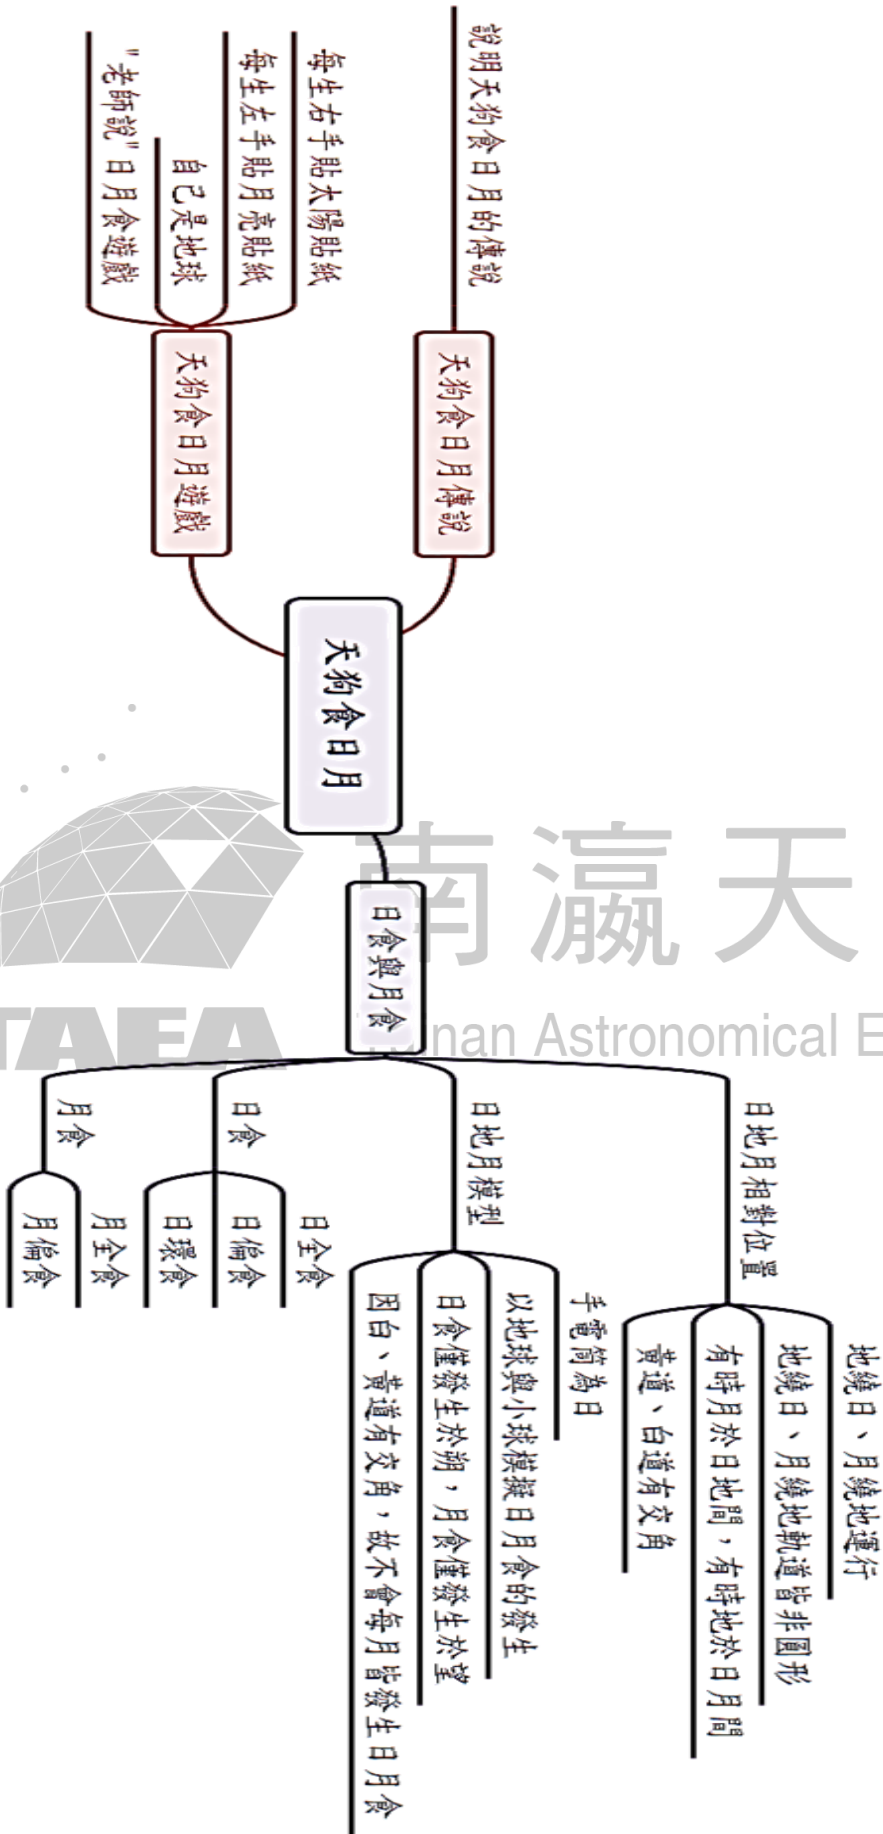 天狗食日月
天狗食日月傳說
說明天狗食日月的傳說
天狗食日月遊戲
每生右手貼太陽貼紙
每生左手貼月亮貼紙
自己是地球
"老師說"日月食遊戲
日食與月食
日地月相對位置
地繞日、月繞地運行
地繞日、月繞地軌道皆非圓形
有時月於日地間，有時地於日月間
黃道、白道有交角
日地月模型
手電筒為日
以地球與小球模擬日月食的發生
日食僅發生於朔，月食僅發生於望
因白、黃道有交角，故不會每月皆發生日月食
日食
日全食
日偏食
日環食
月食
月全食
月偏食
南瀛天
TAEA
nan Astronomical E